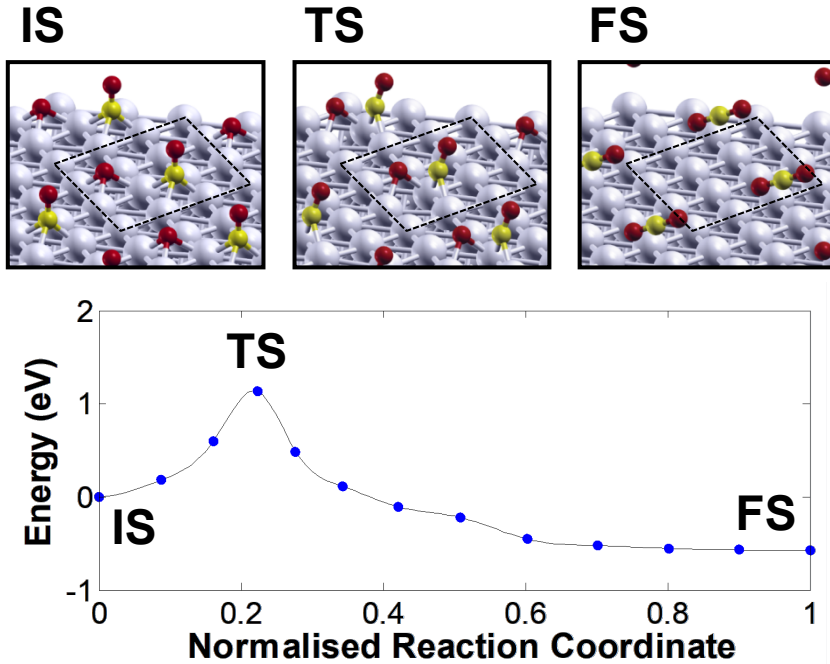 IS
TS
FS
2
1
0
-1
Energy (eV)
TS
IS
FS
0
0.2
0.4
0.6
0.8
1
Normalised Reaction Coordinate